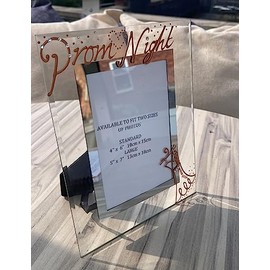 Prom Night
AVAILABLE TO FIT TWO SIZES
OF PHOTOS
STANDARD
4" x 6" 10cm x 15cm
LARGE
5" x 7" 13cm x 18cm